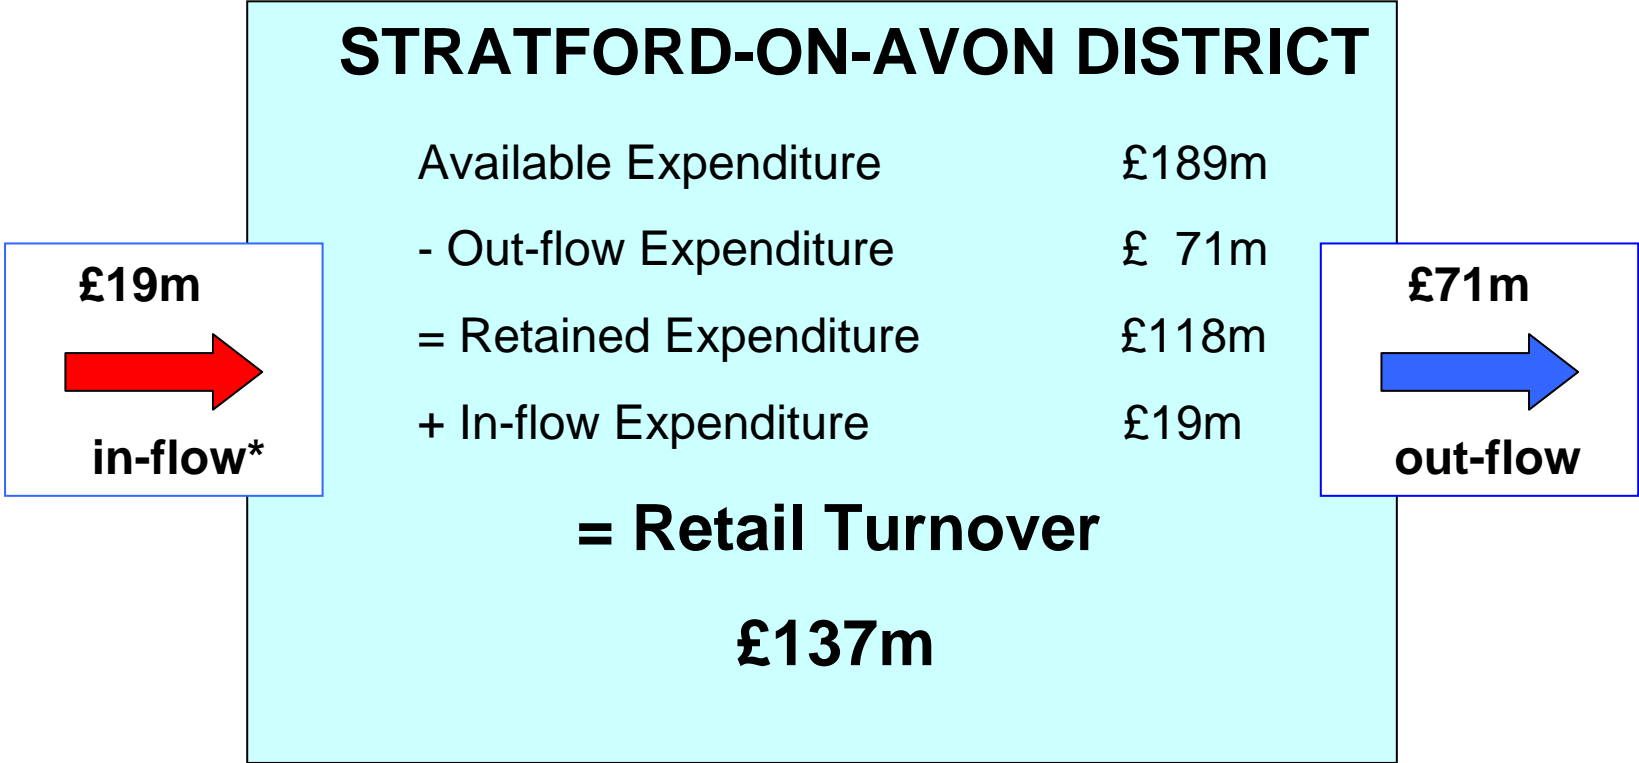 STRATFORD-ON-AVON DISTRICT
Available Expenditure £189m
- Out-flow Expenditure £ 71m
= Retained Expenditure £118m
+ In-flow Expenditure £19m
= Retail Turnover
£137m
£19m
in-flow*
£71m
out-flow